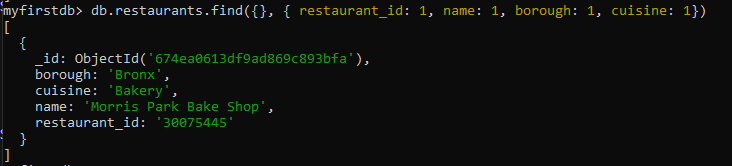 myfirstdb> db.restaurants.find({}, { restaurant_id: 1, name: 1, borough: 1, cuisine: 1})
[
  {
    _id: ObjectId('674ea0613df9ad869c893bfa'),
    borough: 'Bronx',
    cuisine: 'Bakery',
    name: 'Morris Park Bake Shop',
    restaurant_id: '30075445'
  }
]